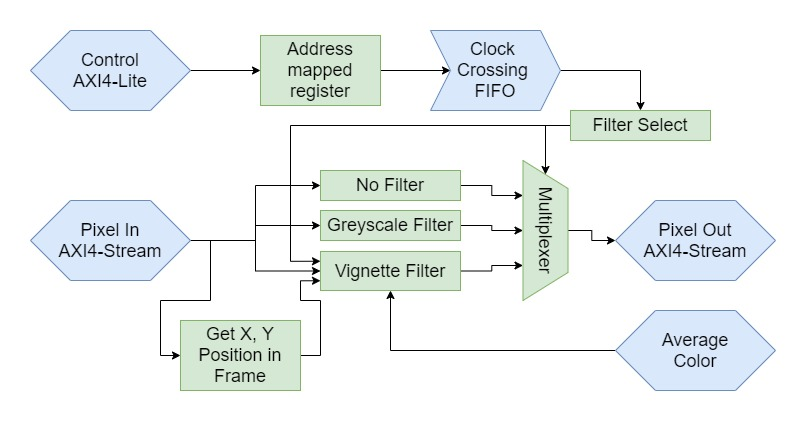 Control
AXI4-Lite
Address
mapped
register
Clock
Crossing
FIFO
Filter Select
No Filter
Greyscale Filter
Vignette Filter
Multiplexer
Pixel In
AXI4-Stream
Pixel Out
AXI4-Stream
Get X, Y
Position in
Frame
Average
Color